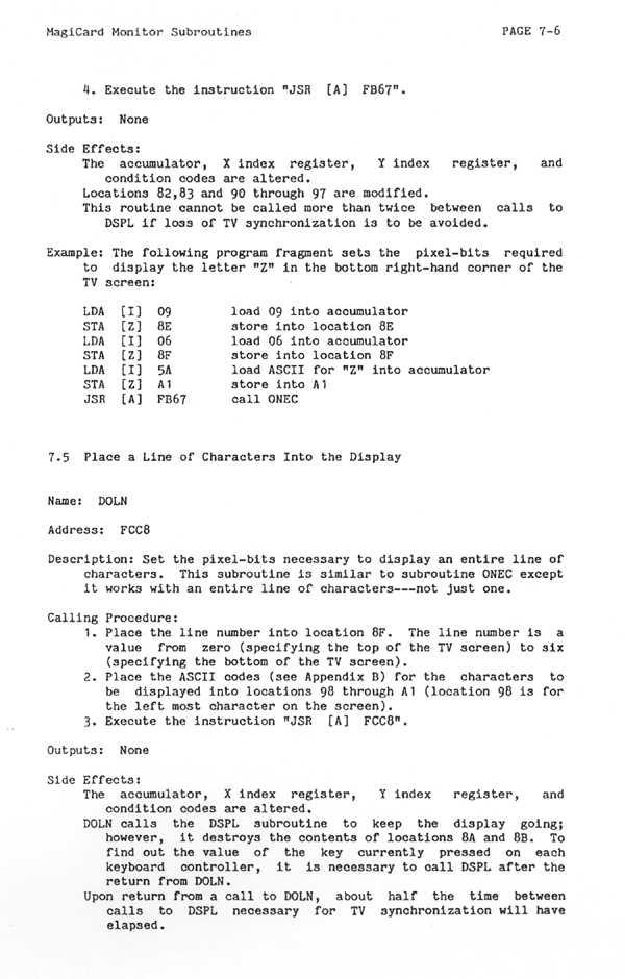 MagiCard Monitor Subroutines PAGE 7-6
4. Execute the instruction "JSR [A] FB67".
Outputs: None
Side Effects:
The accumulator, X index register, Y index register, and
condition codes are altered.
Locations 82,83 and 90 through 97 are modified.
This routine cannot be called more than twice between calls to
DSPL if loss of TV synchronization is to be avoided.
Example: The following program fragment sets the pixel-bits required
to display the letter "Z" in the bottom right-hand corner of the
TV screen:
LDA [I] 09 load 09 into accumulator
STA [Z] 8E store into location 8E
LDA [I] 06 load 06 into accumulator
STA [Z] 8F store into location 8F
LDA [I] 5A load ASCII for "Z" into accumulator
STA [Z] A1 store into A1
JSR [A] FB67 call ONEC
7.5 Place a Line of Characters Into the Display
Name: DOLN
Address: FCC8
Description: Set the pixel-bits necessary to display an entire line of
characters. This subroutine is similar to subroutine ONEC except
it works with an entire line of characters---not just one.
Calling Procedure:
1. Place the line number into location 8F. The line number is a
value from zero (specifying the top of the TV screen) to six
(specifying the bottom of the TV screen).
2. Place the ASCII codes (see Appendix B) for the characters to
be displayed into locations 98 through A1 (location 98 is for
the left most character on the screen).
3. Execute the instruction "JSR [A] FCC8".
Outputs: None
Side Effects:
The accumulator, X index register, Y index register, and
condition codes are altered.
DOLN calls the DSPL subroutine to keep the display going;
however, it destroys the contents of locations 8A and 8B. To
find out the value of the key currently pressed on each
keyboard controller, it is necessary to call DSPL after the
return from DOLN.
Upon return from a call to DOLN, about half the time between
calls to DSPL necessary for TV synchronization will have
elapsed.